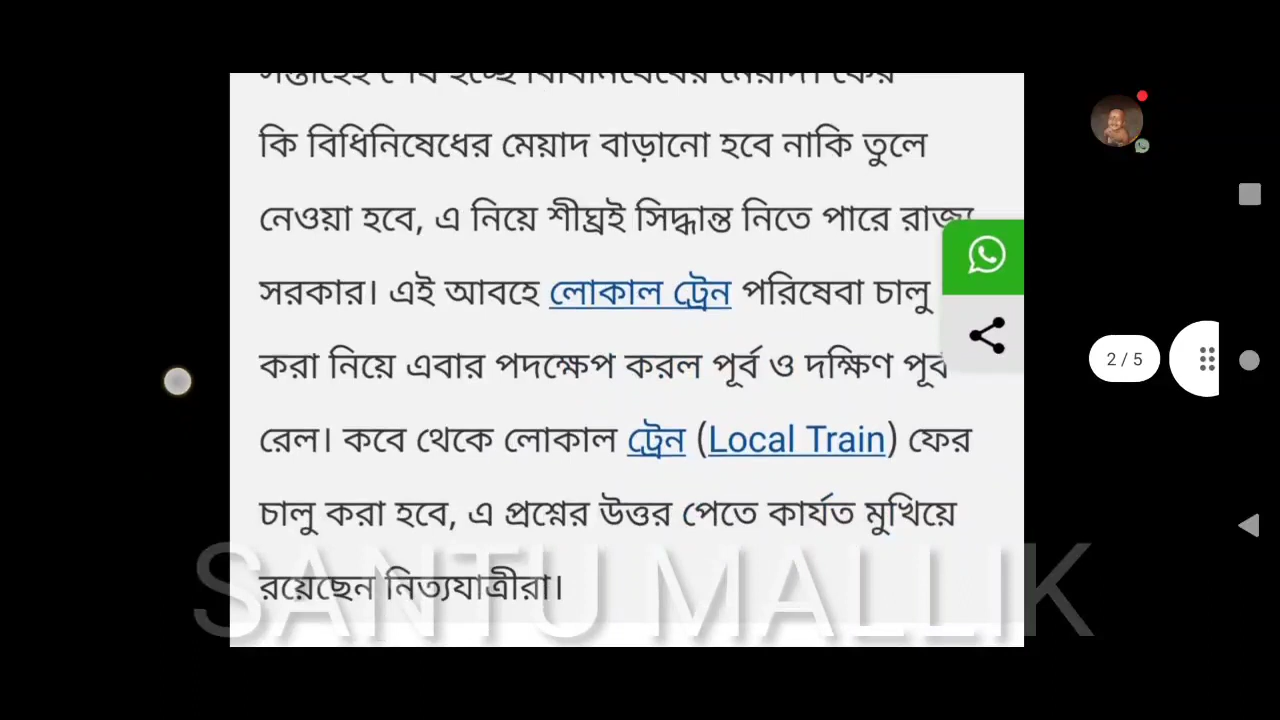 কি বিধিনিষেধের মেয়াদ বাড়ানো হবে নাকি তুলে
নেওয়া হবে, এ নিয়ে শীঘ্রই সিদ্ধান্ত নিতে পারে রাজ্য
সরকার। এই আবহে লোকাল ট্রেন পরিষেবা চালু
করা নিয়ে এবার পদক্ষেপ করল পূর্ব ও দক্ষিণ পূর্ব
2 / 5
রেল। কবে থেকে লোকাল ট্রেন (Local Train) ফের
চালু করা হবে, এ প্রশ্নের উত্তর পেতে কার্যত মুখিয়ে
রয়েছেন নিত্যযাত্রীরা।
SANTU MALLIK